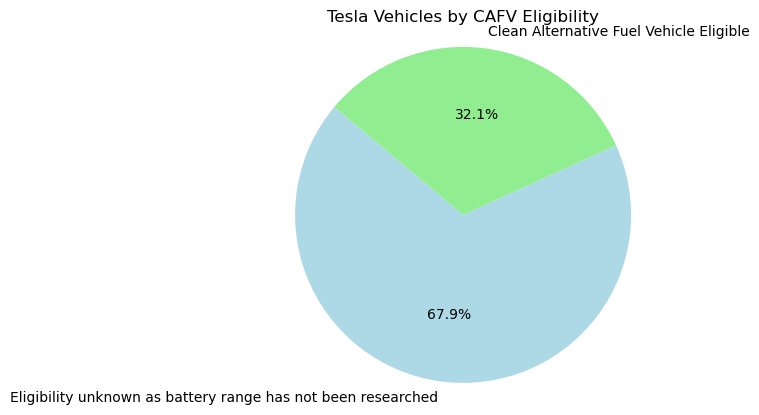 Tesla Vehicles by CAFV Eligibility
Clean Alternative Fuel Vehicle Eligible
32.1%
67.9%
Eligibility unknown as battery range has not been researched